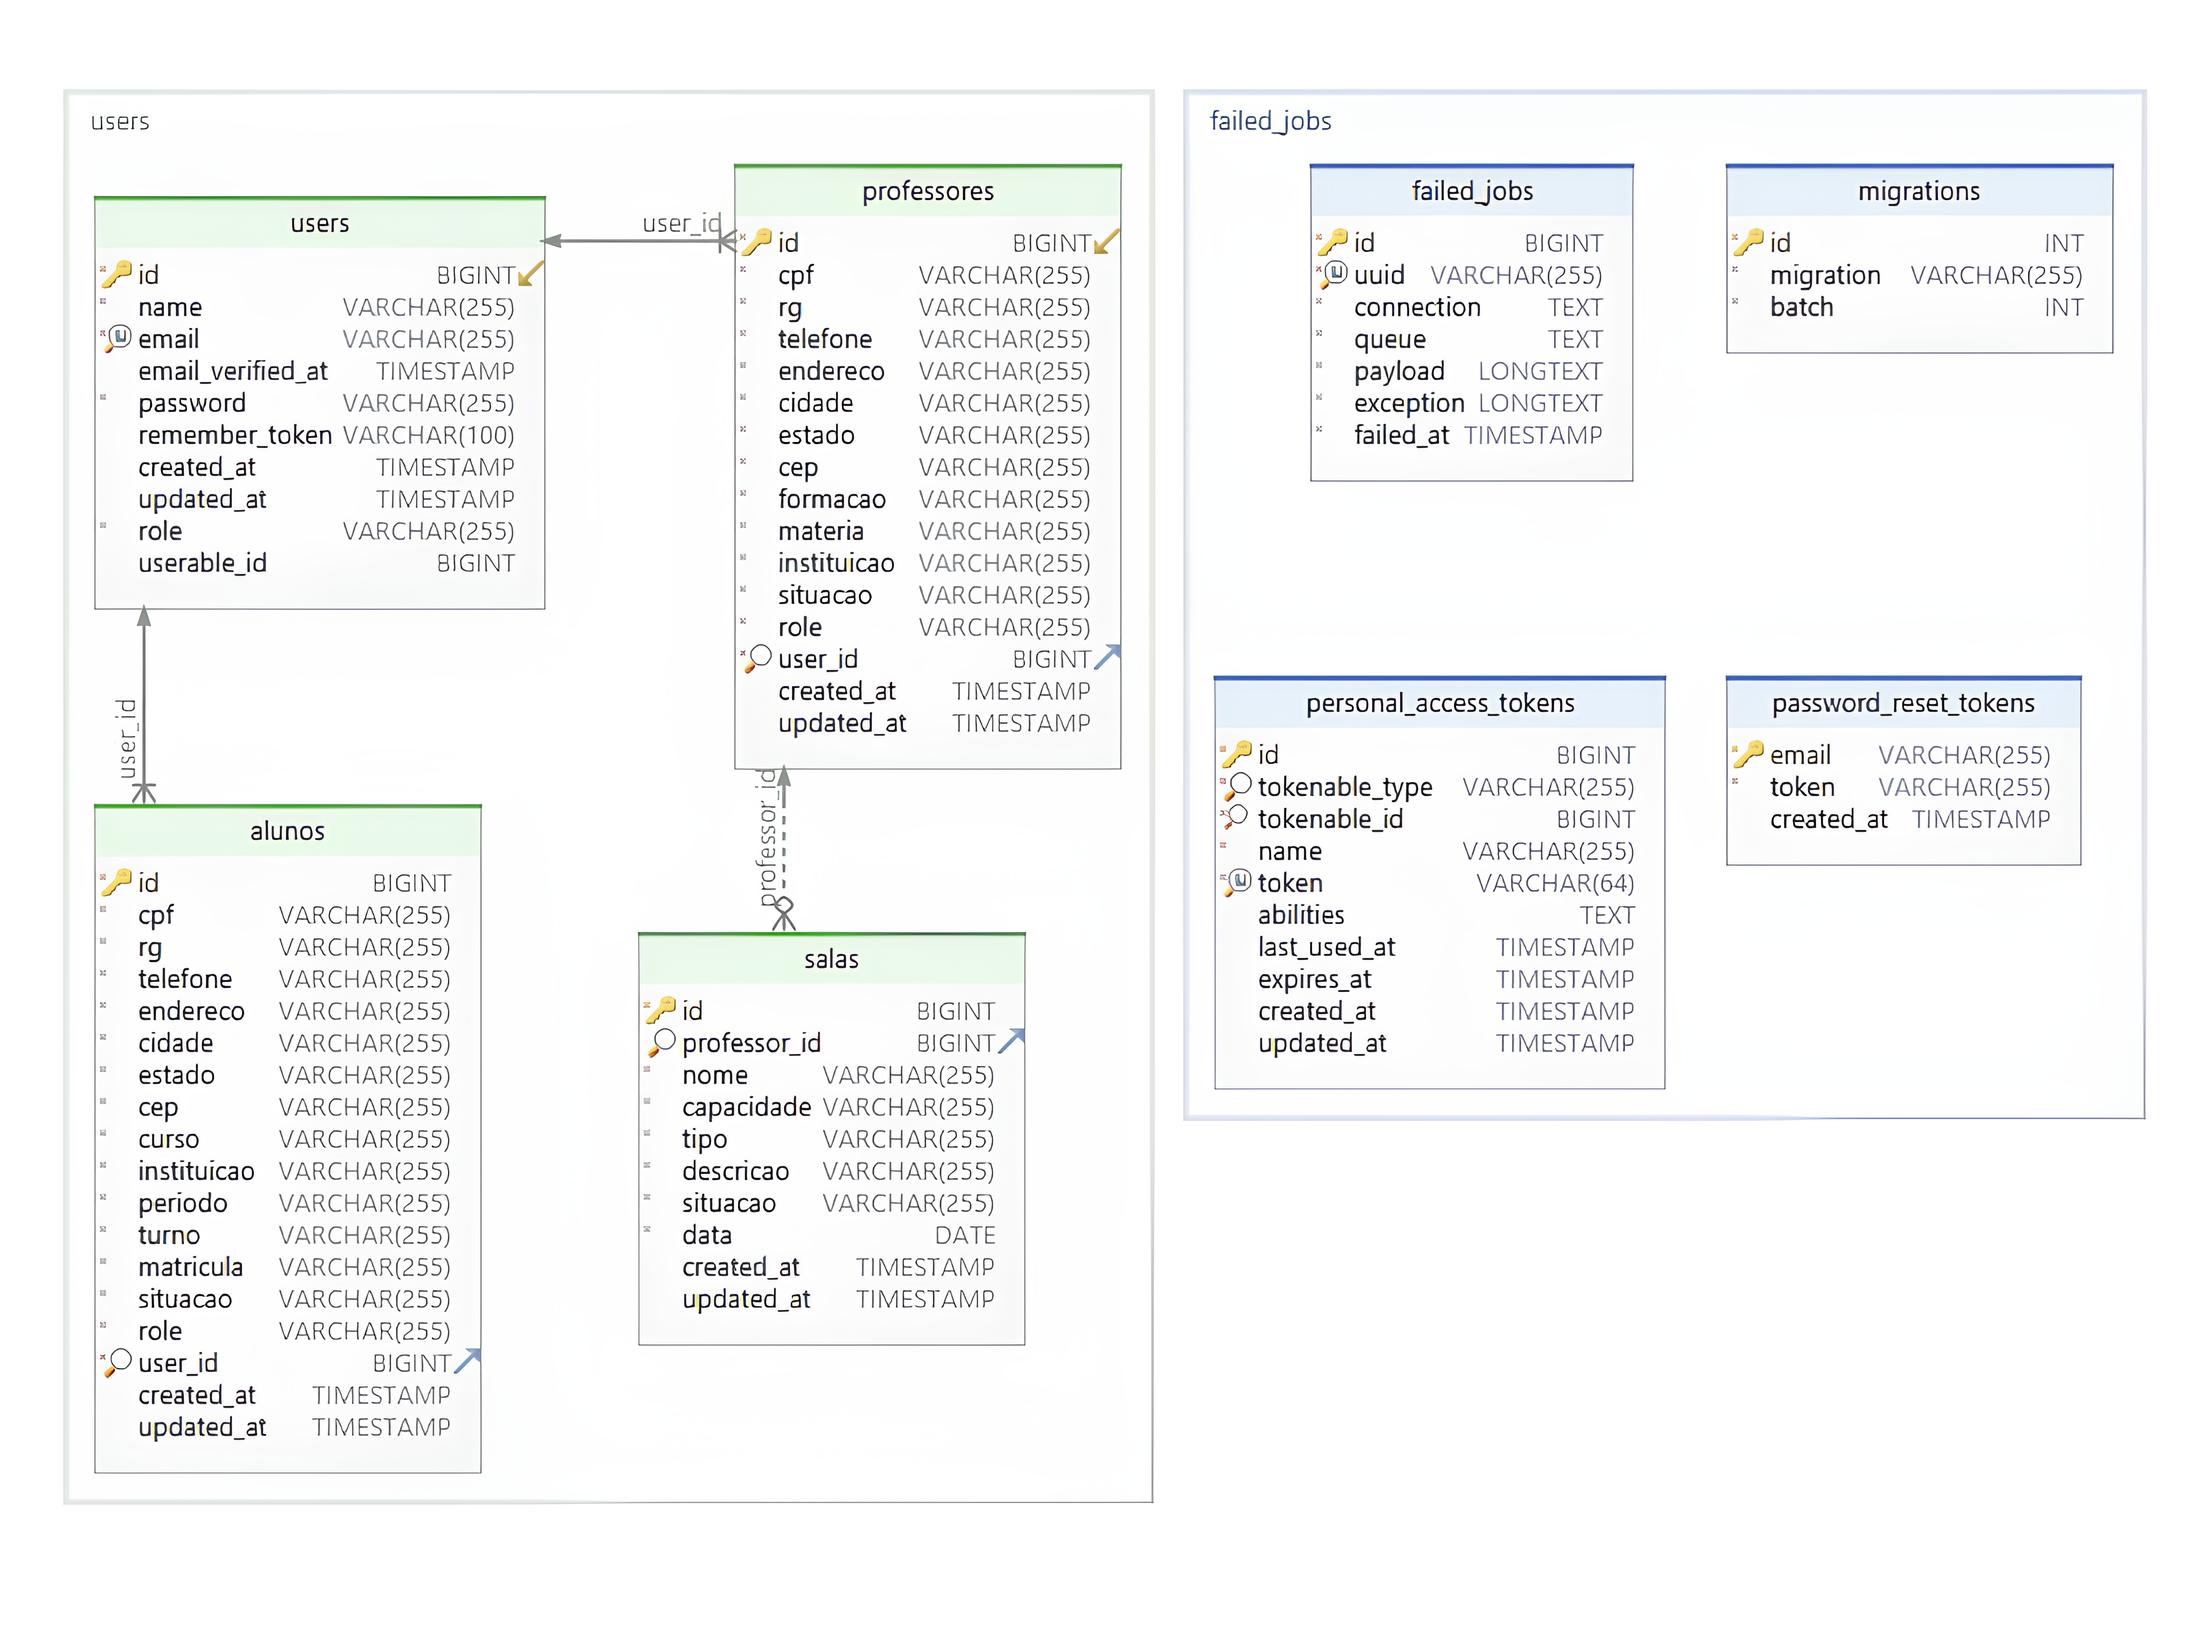 users
users
id BIGINT
name VARCHAR(255)
email VARCHAR(255)
email_verified_at TIMESTAMP
password VARCHAR(255)
remember_token VARCHAR(100)
created_at TIMESTAMP
updated_at TIMESTAMP
role VARCHAR(255)
userable_id BIGINT
user_id
professores
id BIGINT
cpf VARCHAR(255)
rg VARCHAR(255)
telefone VARCHAR(255)
endereco VARCHAR(255)
cidade VARCHAR(255)
estado VARCHAR(255)
cep VARCHAR(255)
formacao VARCHAR(255)
materia VARCHAR(255)
instituicao VARCHAR(255)
situacao VARCHAR(255)
role VARCHAR(255)
user_id BIGINT
created_at TIMESTAMP
updated_at TIMESTAMP
user_id
alunos
id BIGINT
cpf VARCHAR(255)
rg VARCHAR(255)
telefone VARCHAR(255)
endereco VARCHAR(255)
cidade VARCHAR(255)
estado VARCHAR(255)
cep VARCHAR(255)
curso VARCHAR(255)
instituicao VARCHAR(255)
periodo VARCHAR(255)
turno VARCHAR(255)
matricula VARCHAR(255)
situacao VARCHAR(255)
role VARCHAR(255)
user_id BIGINT
created_at TIMESTAMP
updated_at TIMESTAMP
professor_id
salas
id BIGINT
professor_id BIGINT
nome VARCHAR(255)
capacidade VARCHAR(255)
tipo VARCHAR(255)
descricao VARCHAR(255)
situacao VARCHAR(255)
data DATE
created_at TIMESTAMP
updated_at TIMESTAMP
failed_jobs
failed_jobs
id BIGINT
uuid VARCHAR(255)
connection TEXT
queue TEXT
payload LONGTEXT
exception LONGTEXT
failed_at TIMESTAMP
migrations
id INT
migration VARCHAR(255)
batch INT
personal_access_tokens
id BIGINT
tokenable_type VARCHAR(255)
tokenable_id BIGINT
name VARCHAR(255)
token VARCHAR(64)
abilities TEXT
last_used_at TIMESTAMP
expires_at TIMESTAMP
created_at TIMESTAMP
updated_at TIMESTAMP
password_reset_tokens
email VARCHAR(255)
token VARCHAR(255)
created_at TIMESTAMP